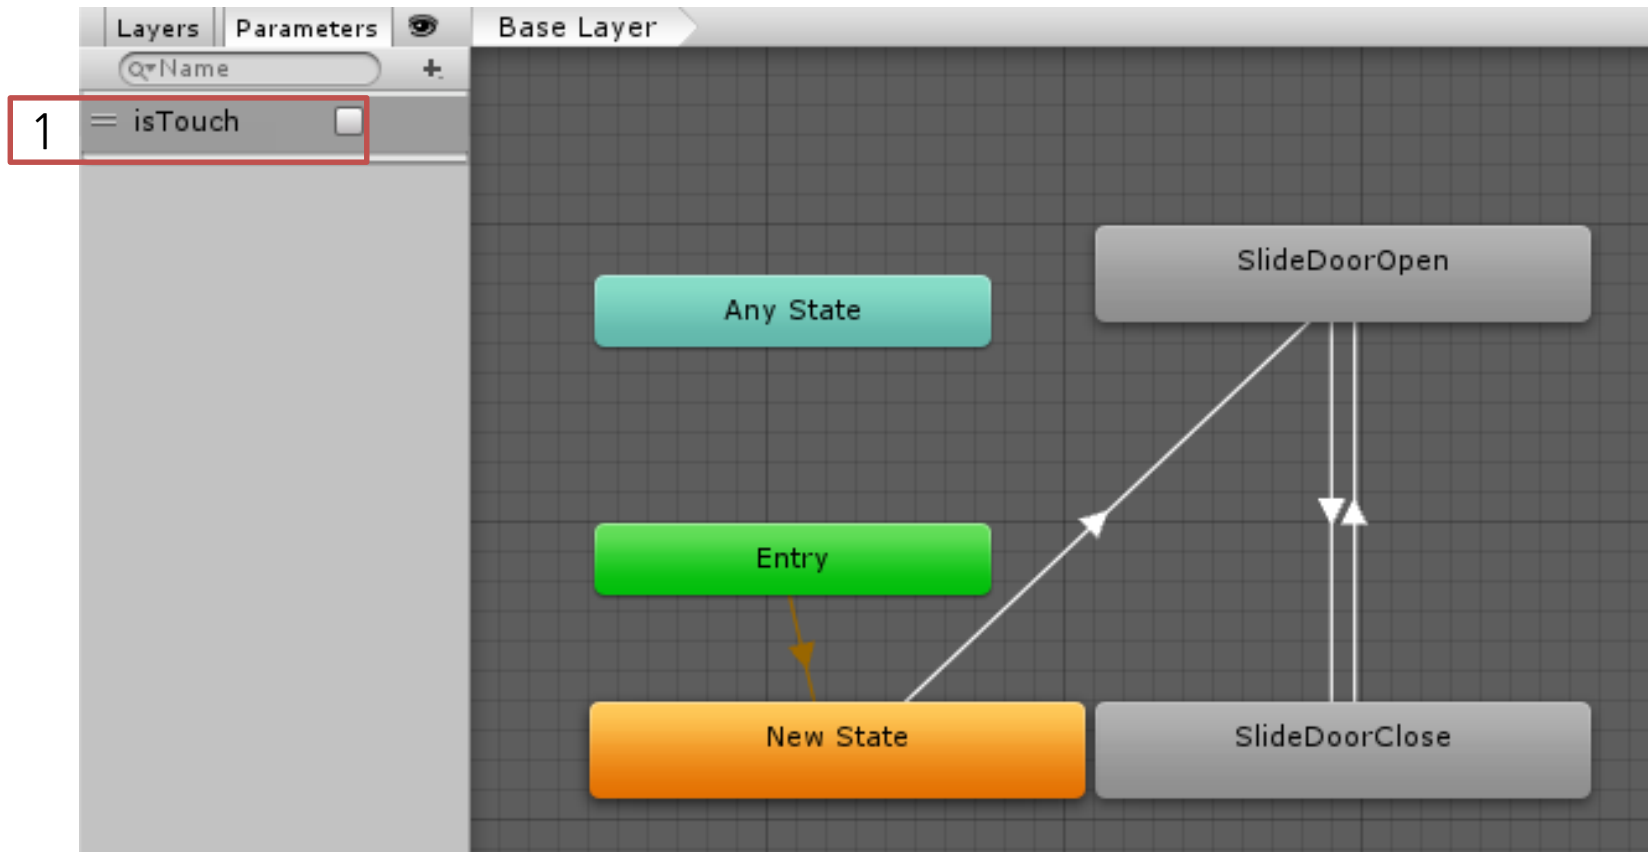 Layers
Parameters
Base Layer
Name
1
isTouch
SlideDoorOpen
Any State
Entry
New State
SlideDoorClose